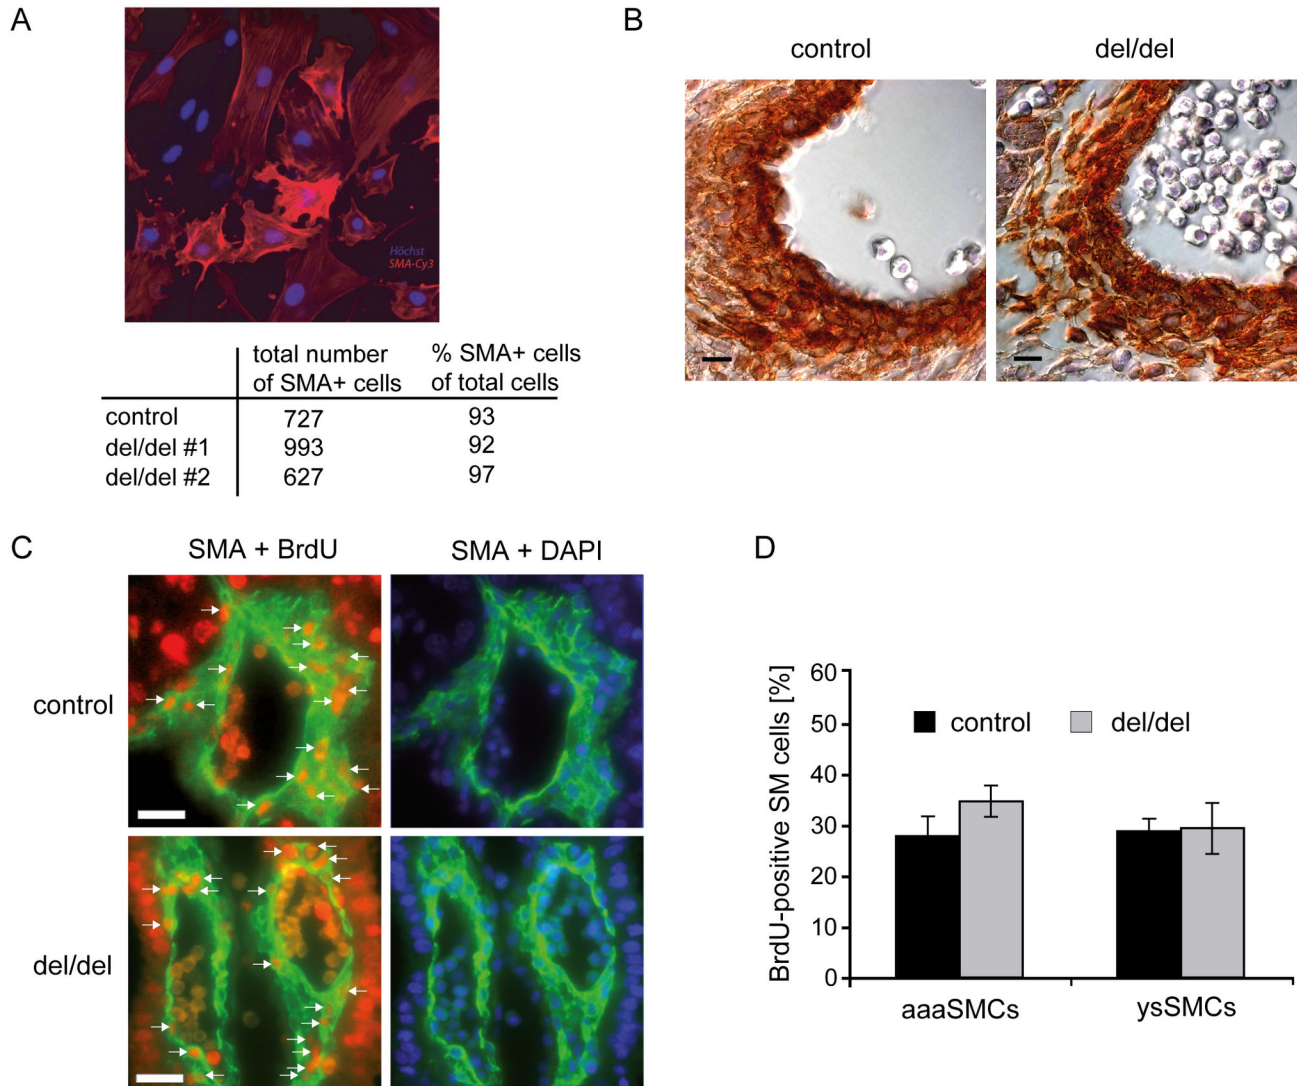 A
Höchst
SMA-Cy3
total number of SMA+ cells
% SMA+ cells of total cells
control 727 93
del/del #1 993 92
del/del #2 627 97
B
control del/del
C
SMA + BrdU SMA + DAPI
control
del/del
D
BrdU-positive SM cells [%]
60
50
40
30
20
10
0
control del/del
aaaSMCs ysSMCs